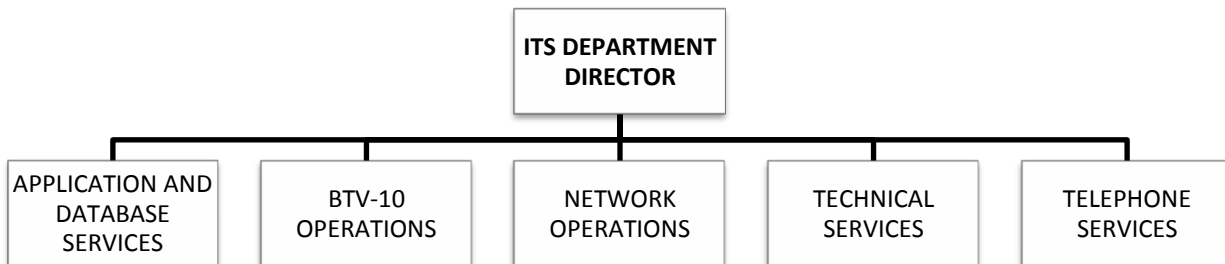 ITS DEPARTMENT
DIRECTOR
APPLICATION AND
DATABASE
SERVICES
BTV-10
OPERATIONS
NETWORK
OPERATIONS
TECHNICAL
SERVICES
TELEPHONE
SERVICES